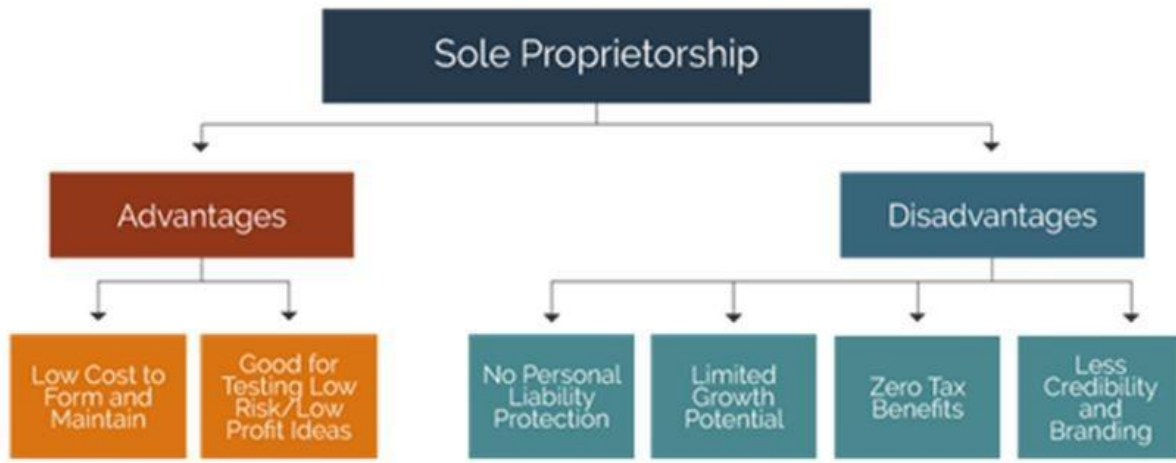 Sole Proprietorship
Advantages
Disadvantages
Low Cost to
Form and
Maintain
Good for
Testing Low
Risk/Low
Profit Ideas
No Personal
Liability
Protection
Limited
Growth
Potential
Zero Tax
Benefits
Less
Credibility
and
Branding